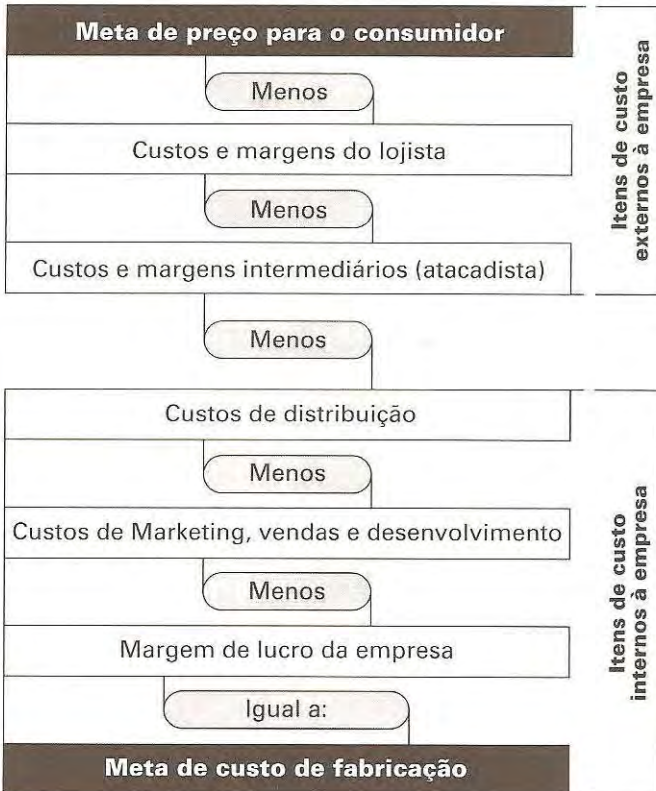 Meta de preço para o consumidor
Menos
Custos e margens do lojista
Menos
Custos e margens intermediários (atacadista)
Menos
Custos de distribuição
Menos
Custos de Marketing, vendas e desenvolvimento
Menos
Margem de lucro da empresa
Igual a:
Meta de custo de fabricação
Itens de custo
externos à empresa
Itens de custo
internos à empresa